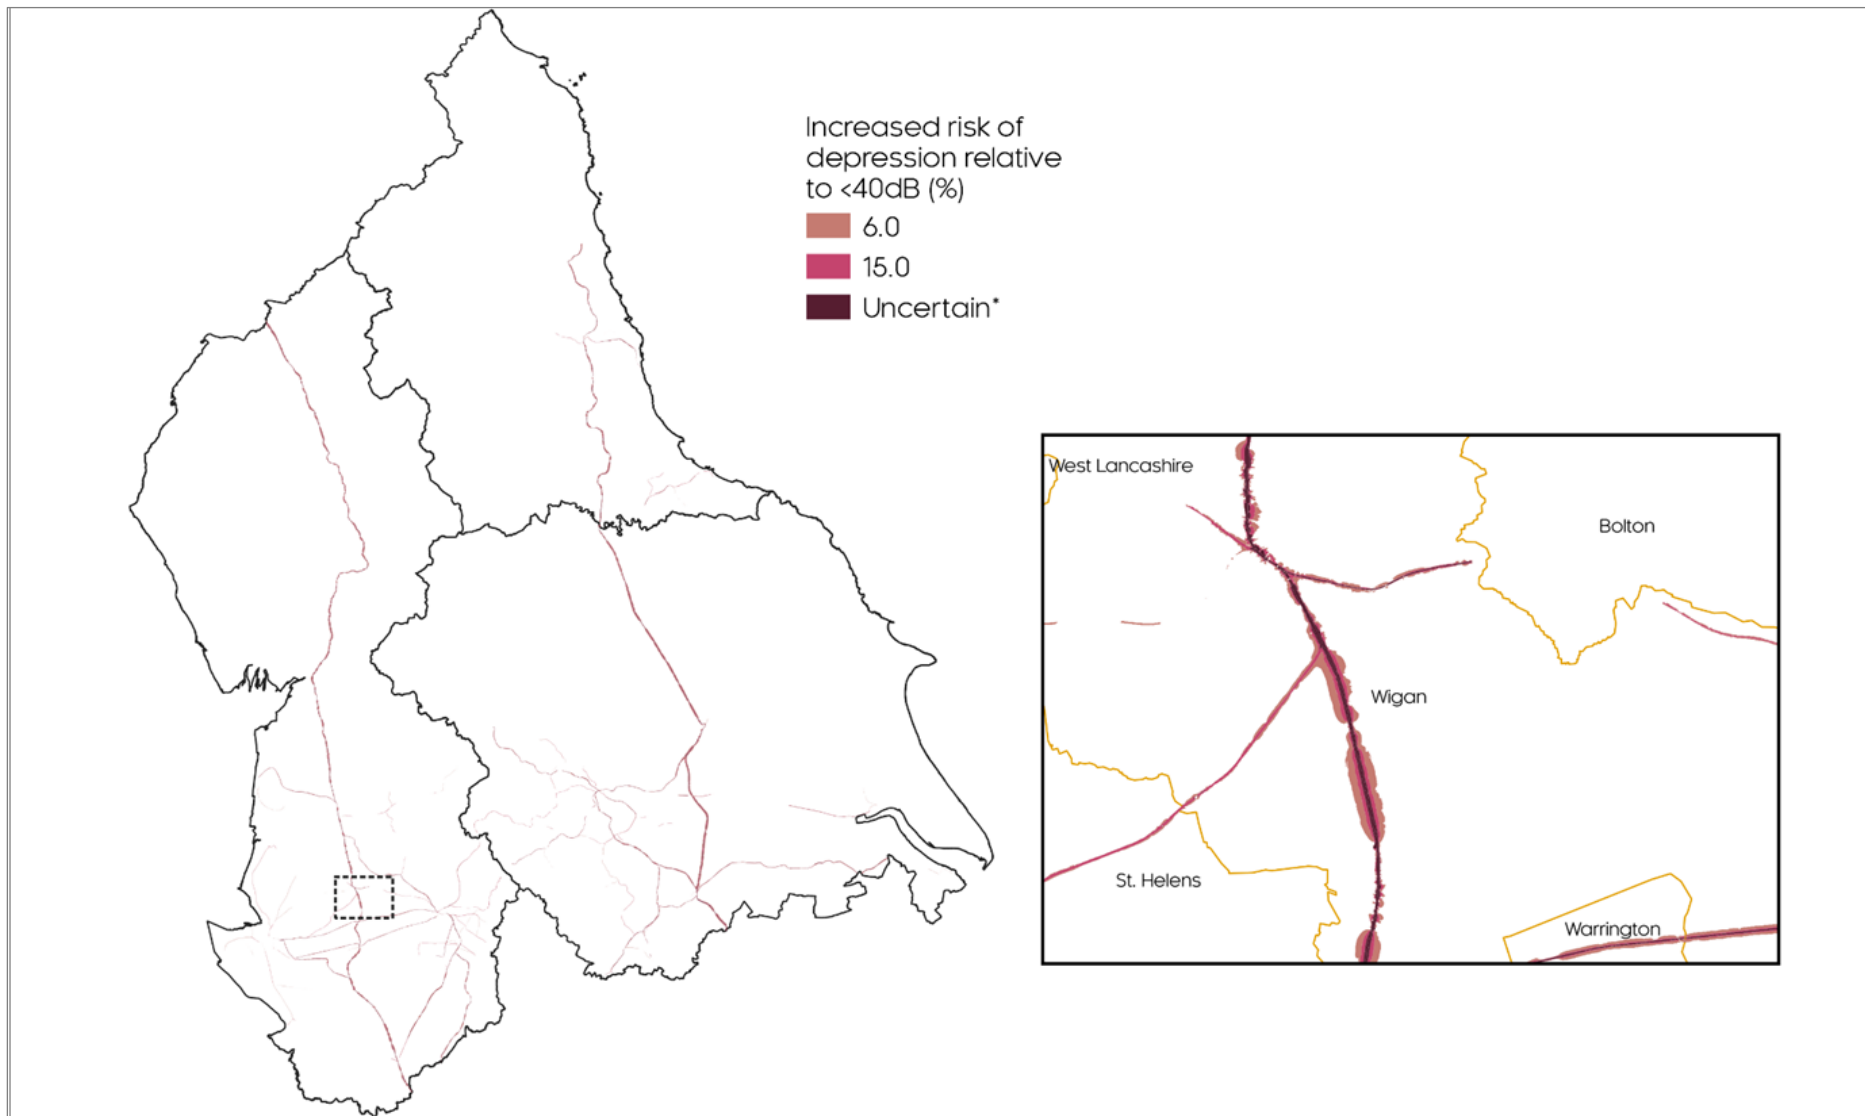 Increased risk of
depression relative
to <40dB (%)
6.0
15.0
Uncertain*
West Lancashire
Bolton
Wigan
St. Helens
Warrington